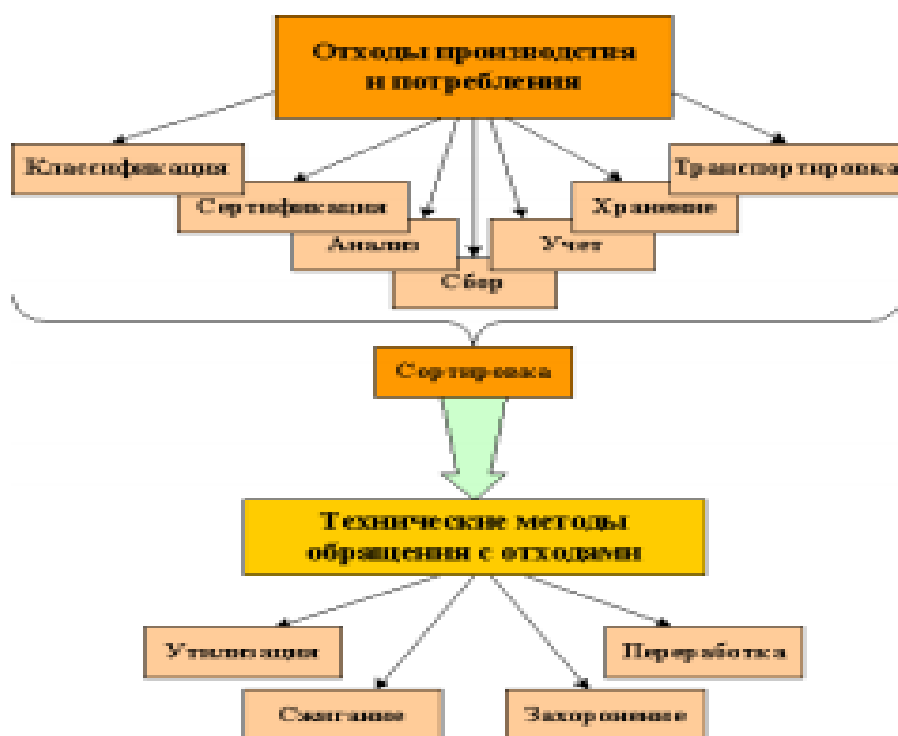 Отходы производства
и потребления
Классификация
Транспортировка
Сертификация
Хранение
Анализ
Учет
Сбор
Сортировка
Технические методы
обращения с отходами
Утилизация
Переработка
Сжигание
Захоронение